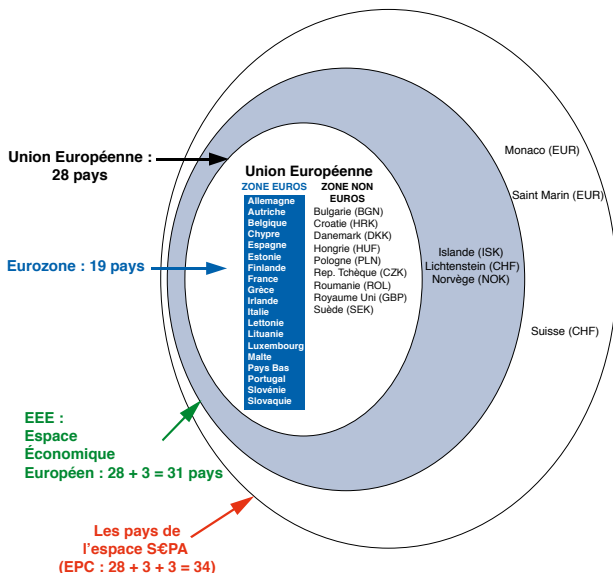 Union Européenne :
28 pays
Eurozone : 19 pays
EEE :
Espace
Économique
Européen : 28 + 3 = 31 pays
Les pays de
l'espace S€PA
(EPC : 28 + 3 + 3 = 34)
Union Européenne
ZONE EUROS
Allemagne
Autriche
Belgique
Chypre
Espagne
Estonie
Finlande
France
Grèce
Irlande
Italie
Lettonie
Lituanie
Luxembourg
Malte
Pays Bas
Portugal
Slovénie
Slovaquie
ZONE NON
EUROS
Bulgarie (BGN)
Croatie (HRK)
Danemark (DKK)
Hongrie (HUF)
Pologne (PLN)
Rep. Tchèque (CZK)
Roumanie (ROL)
Royaume Uni (GBP)
Suède (SEK)
Islande (ISK)
Lichtenstein (CHF)
Norvège (NOK)
Monaco (EUR)
Saint Marin (EUR)
Suisse (CHF)